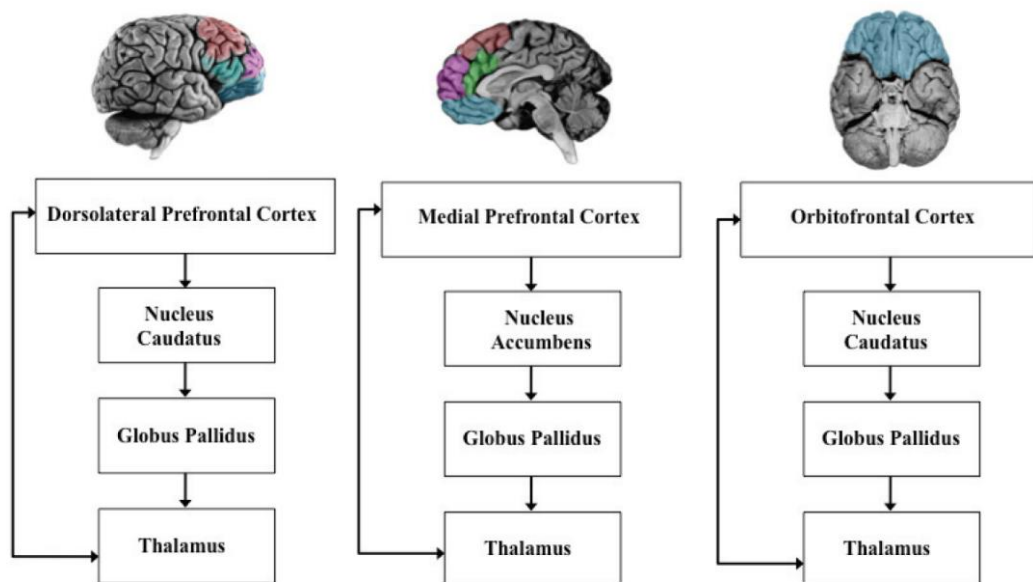 Dorsolateral Prefrontal Cortex
Nucleus
Caudatus
Globus Pallidus
Thalamus
Medial Prefrontal Cortex
Nucleus
Accumbens
Globus Pallidus
Thalamus
Orbitofrontal Cortex
Nucleus
Caudatus
Globus Pallidus
Thalamus